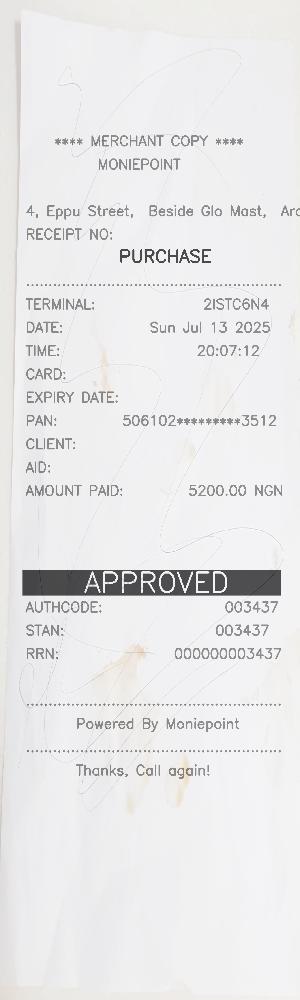 **** MERCHANT COPY ****
MONIEPOINT
4, Eppu Street, Beside Glo Mast,
RECEIPT NO:
PURCHASE
TERMINAL: 2ISTC6N4
DATE: Sun Jul 13 2025
TIME: 20:07:12
CARD:
EXPIRY DATE:
PAN: 506102*********3512
CLIENT:
AID:
AMOUNT PAID: 5200.00 NGN
APPROVED
AUTHCODE: 003437
STAN: 003437
RRN: 000000003437
Powered By Moniepoint
Thanks, Call again!